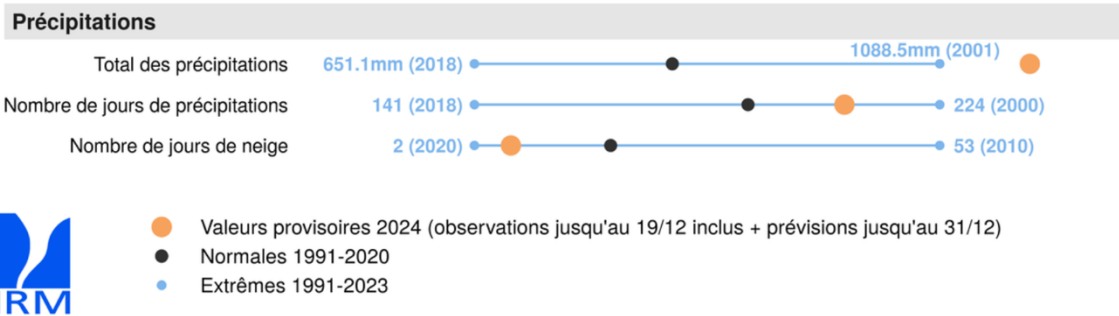 Précipitations
Total des précipitations 651.1mm (2018) 1088.5mm (2001)
Nombre de jours de précipitations 141 (2018) 224 (2000)
Nombre de jours de neige 2 (2020) 53 (2010)
Valeurs provisoires 2024 (observations jusqu'au 19/12 inclus + prévisions jusqu'au 31/12)
Normales 1991-2020
Extrêmes 1991-2023
IRM